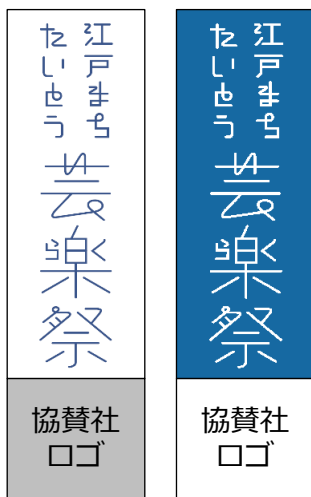 江戸まち
たいとう
芸楽祭
協賛社
ロゴ
江戸まち
たいとう
芸楽祭
協賛社
ロゴ